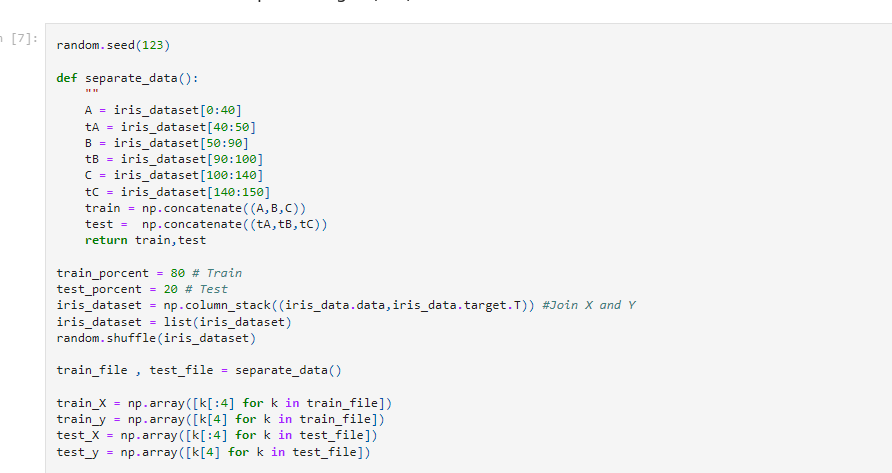 [7]:
random.seed(123)
def separate_data():
    ""
    A = iris_dataset[0:40]
    tA = iris_dataset[40:50]
    B = iris_dataset[50:90]
    tB = iris_dataset[90:100]
    C = iris_dataset[100:140]
    tC = iris_dataset[140:150]
    train = np.concatenate((A,B,C))
    test =  np.concatenate((tA,tB,tC))
    return train,test
train_porcent = 80 # Train
test_porcent = 20 # Test
iris_dataset = np.column_stack((iris_data.data,iris_data.target.T)) #Join X and Y
iris_dataset = list(iris_dataset)
random.shuffle(iris_dataset)
train_file , test_file = separate_data()
train_X = np.array([k[:4] for k in train_file])
train_y = np.array([k[4] for k in train_file])
test_X = np.array([k[:4] for k in test_file])
test_y = np.array([k[4] for k in test_file])